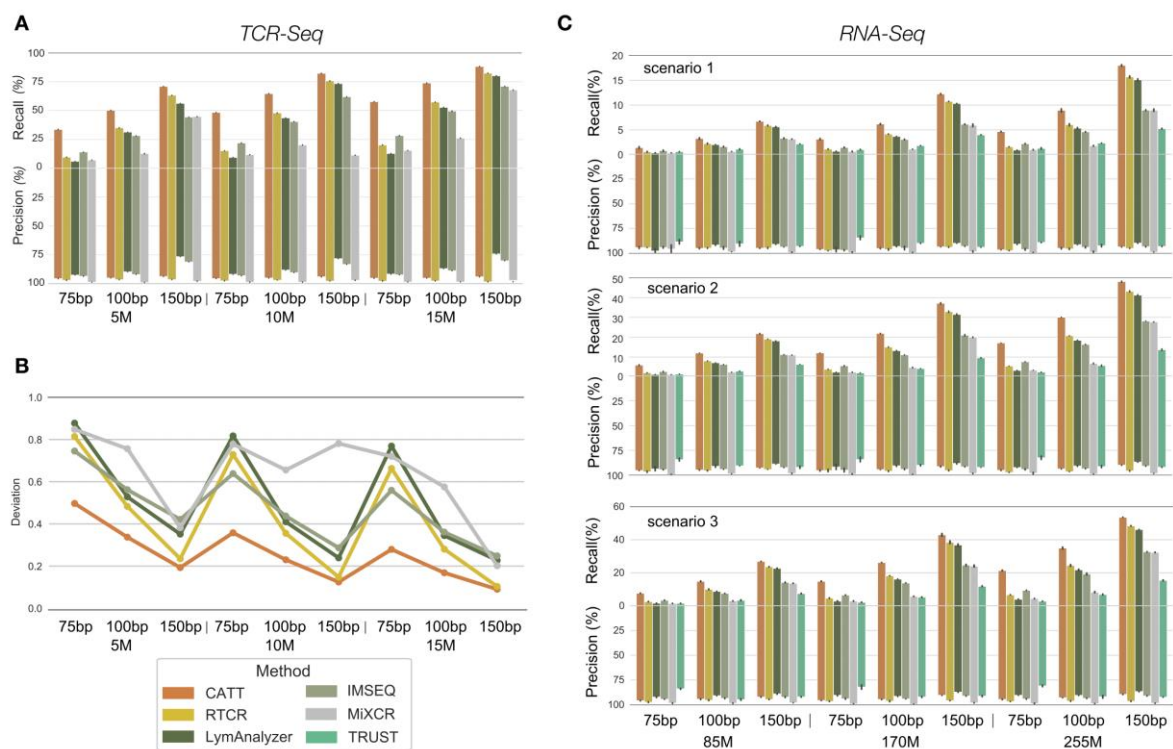 A
TCR-Seq
100
75
50
25
0
25
50
75
100
Recall (%)
Precision (%)
75bp 100bp 150bp | 75bp 100bp 150bp | 75bp 100bp 150bp
5M 10M 15M
B
1.0
0.8
0.6
0.4
0.2
0.0
Deviation
75bp 100bp 150bp | 75bp 100bp 150bp | 75bp 100bp 150bp
5M 10M 15M
Method
CATT IMSEQ
RTCR MiXCR
LymAnalyzer TRUST
C
RNA-Seq
scenario 1
20
15
10
5
0
25
50
75
100
Recall(%)
Precision (%)
scenario 2
50
40
30
20
10
0
25
50
75
100
Recall(%)
Precision (%)
scenario 3
60
40
20
0
25
50
75
100
Recall(%)
Precision (%)
75bp 100bp 150bp | 75bp 100bp 150bp | 75bp 100bp 150bp
85M 170M 255M